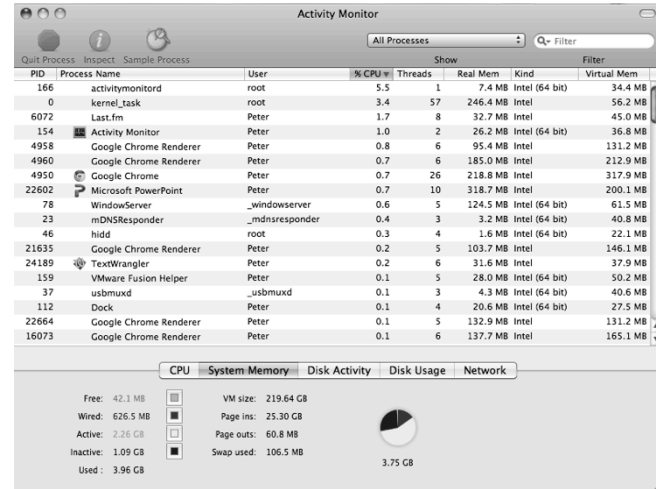 Activity Monitor
All Processes
Filter
Quit Process Inspect Sample Process Show Filter
PID Process Name User % CPU Threads Real Mem Kind Virtual Mem
166 activitymonitord root 5.5 1 7.4 MB Intel (64 bit) 34.4 MB
0 kernel_task root 3.4 57 246.4 MB Intel 56.2 MB
6072 Last.fm Peter 1.7 8 32.7 MB Intel 45.0 MB
154 Activity Monitor Peter 1.0 2 26.2 MB Intel (64 bit) 36.8 MB
4958 Google Chrome Renderer Peter 0.8 6 95.4 MB Intel 131.2 MB
4960 Google Chrome Renderer Peter 0.7 6 185.0 MB Intel 212.9 MB
4950 Google Chrome Peter 0.7 26 218.8 MB Intel 317.9 MB
22602 Microsoft PowerPoint Peter 0.7 10 318.7 MB Intel 200.1 MB
78 WindowServer _windowserver 0.6 5 124.5 MB Intel (64 bit) 61.5 MB
23 mDNSResponder _mdnsresponder 0.4 3 3.2 MB Intel (64 bit) 40.8 MB
46 hidd root 0.3 4 1.6 MB Intel (64 bit) 22.1 MB
21635 Google Chrome Renderer Peter 0.2 5 103.7 MB Intel 146.1 MB
24189 TextWrangler Peter 0.2 6 31.6 MB Intel 37.9 MB
159 VMware Fusion Helper Peter 0.1 5 28.0 MB Intel (64 bit) 50.2 MB
37 usbmuxd _usbmuxd 0.1 3 4.3 MB Intel (64 bit) 40.6 MB
112 Dock Peter 0.1 4 20.6 MB Intel (64 bit) 27.5 MB
22664 Google Chrome Renderer Peter 0.1 5 132.9 MB Intel 131.2 MB
16073 Google Chrome Renderer Peter 0.1 6 137.7 MB Intel 165.1 MB
CPU System Memory Disk Activity Disk Usage Network
Free: 42.1 MB VM size: 219.64 GB
Wired: 626.5 MB Page ins: 25.30 GB
Active: 2.26 GB Page outs: 60.8 MB
Inactive: 1.09 GB Swap used: 106.5 MB
Used : 3.96 GB
3.75 GB